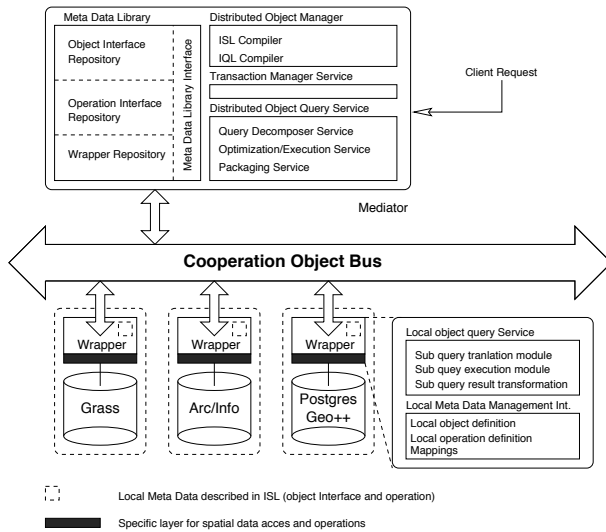 Meta Data Library
Object Interface
Repository
Operation Interface
Repository
Wrapper Repository
Meta Data Library Interface
Distributed Object Manager
ISL Compiler
IQL Compiler
Transaction Manager Service
Distributed Object Query Service
Query Decomposer Service
Optimization/Execution Service
Packaging Service
Client Request
Mediator
Cooperation Object Bus
Wrapper
Grass
Wrapper
Arc/Info
Wrapper
Postgres
Geo++
Local object query Service
Sub query tranlation module
Sub quey execution module
Sub query result transformation
Local Meta Data Management Int.
Local object definition
Local operation definition
Mappings
Local Meta Data described in ISL (object Interface and operation)
Specific layer for spatial data acces and operations